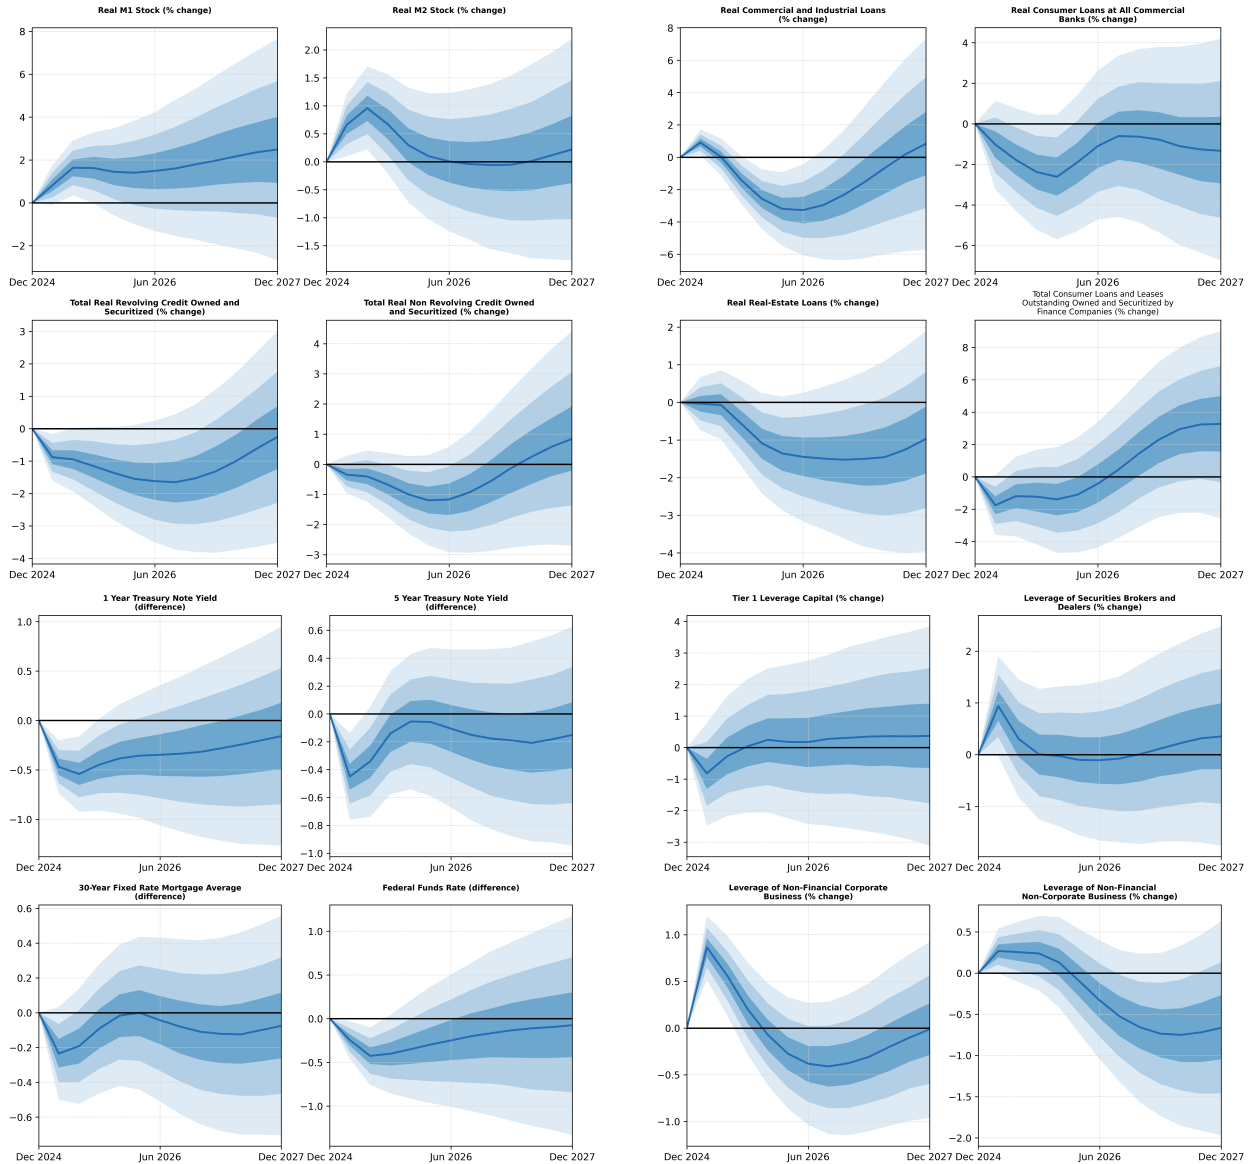 Real M1 Stock (% change)
8
6
4
2
0
−2
Dec 2024
Jun 2026
Dec 2027
Real M2 Stock (% change)
2.0
1.5
1.0
0.5
0.0
−0.5
−1.0
−1.5
Dec 2024
Jun 2026
Dec 2027
Real Commercial and Industrial Loans
(% change)
8
6
4
2
0
−2
−4
−6
Dec 2024
Jun 2026
Dec 2027
Real Consumer Loans at All Commercial
Banks (% change)
4
2
0
−2
−4
−6
Dec 2024
Jun 2026
Dec 2027
Total Real Revolving Credit Owned and
Securitized (% change)
3
2
1
0
−1
−2
−3
−4
Dec 2024
Jun 2026
Dec 2027
Total Real Non Revolving Credit Owned
and Securitized (% change)
4
3
2
1
0
−1
−2
−3
Dec 2024
Jun 2026
Dec 2027
Real Real-Estate Loans (% change)
2
1
0
−1
−2
−3
−4
Dec 2024
Jun 2026
Dec 2027
Total Consumer Loans and Leases
Outstanding Owned and Securitized by
Finance Companies (% change)
8
6
4
2
0
−2
−4
Dec 2024
Jun 2026
Dec 2027
1 Year Treasury Note Yield
(difference)
1.0
0.5
0.0
−0.5
−1.0
Dec 2024
Jun 2026
Dec 2027
5 Year Treasury Note Yield
(difference)
0.6
0.4
0.2
0.0
−0.2
−0.4
−0.6
−0.8
−1.0
Dec 2024
Jun 2026
Dec 2027
Tier 1 Leverage Capital (% change)
4
3
2
1
0
−1
−2
−3
Dec 2024
Jun 2026
Dec 2027
Leverage of Securities Brokers and
Dealers (% change)
2
1
0
−1
Dec 2024
Jun 2026
Dec 2027
30-Year Fixed Rate Mortgage Average
(difference)
0.6
0.4
0.2
0.0
−0.2
−0.4
−0.6
Dec 2024
Jun 2026
Dec 2027
Federal Funds Rate (difference)
1.0
0.5
0.0
−0.5
−1.0
Dec 2024
Jun 2026
Dec 2027
Leverage of Non-Financial Corporate
Business (% change)
1.0
0.5
0.0
−0.5
−1.0
Dec 2024
Jun 2026
Dec 2027
Leverage of Non-Financial
Non-Corporate Business (% change)
0.5
0.0
−0.5
−1.0
−1.5
−2.0
Dec 2024
Jun 2026
Dec 2027